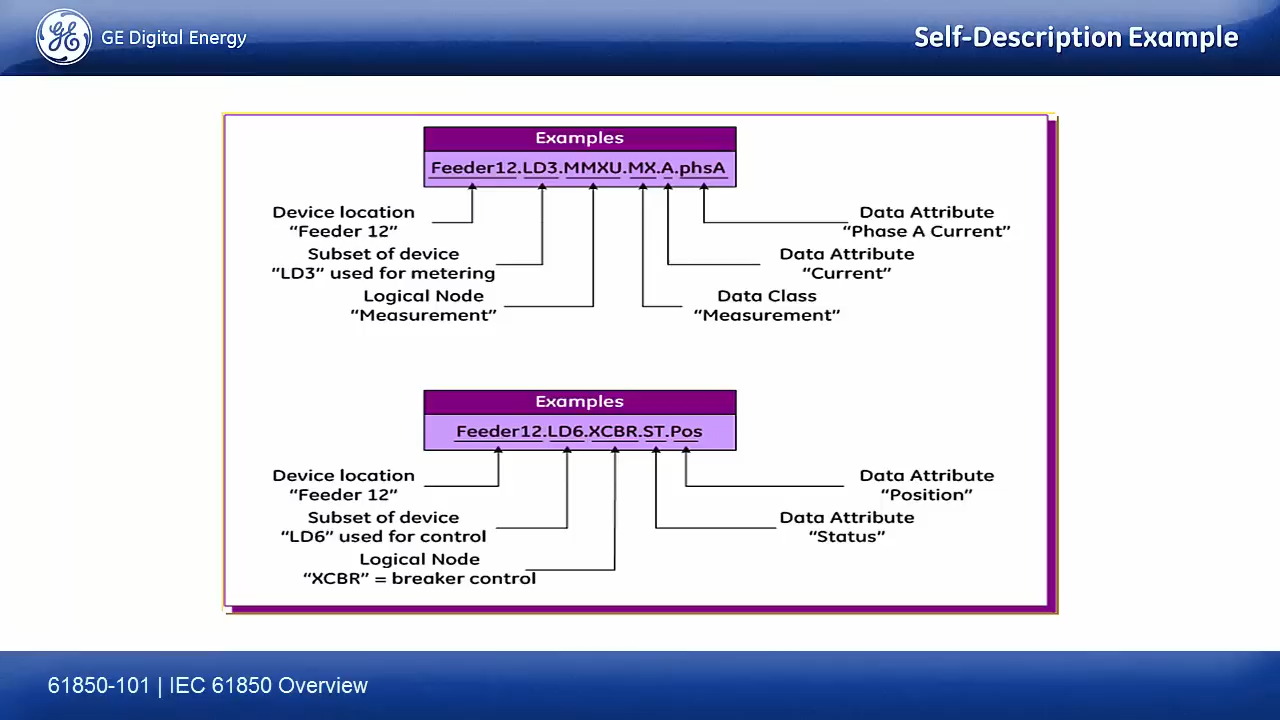 GE Digital Energy
Self-Description Example
Examples
Feeder12.LD3.MMXU.MX.A.phsA
Device location
“Feeder 12”
Subset of device
“LD3” used for metering
Logical Node
“Measurement”
Data Attribute
“Phase A Current”
Data Attribute
“Current”
Data Class
“Measurement”
Examples
Feeder12.LD6.XCBR.ST.Pos
Device location
“Feeder 12”
Subset of device
“LD6” used for control
Logical Node
“XCBR” = breaker control
Data Attribute
“Position”
Data Attribute
“Status”
61850-101 | IEC 61850 Overview